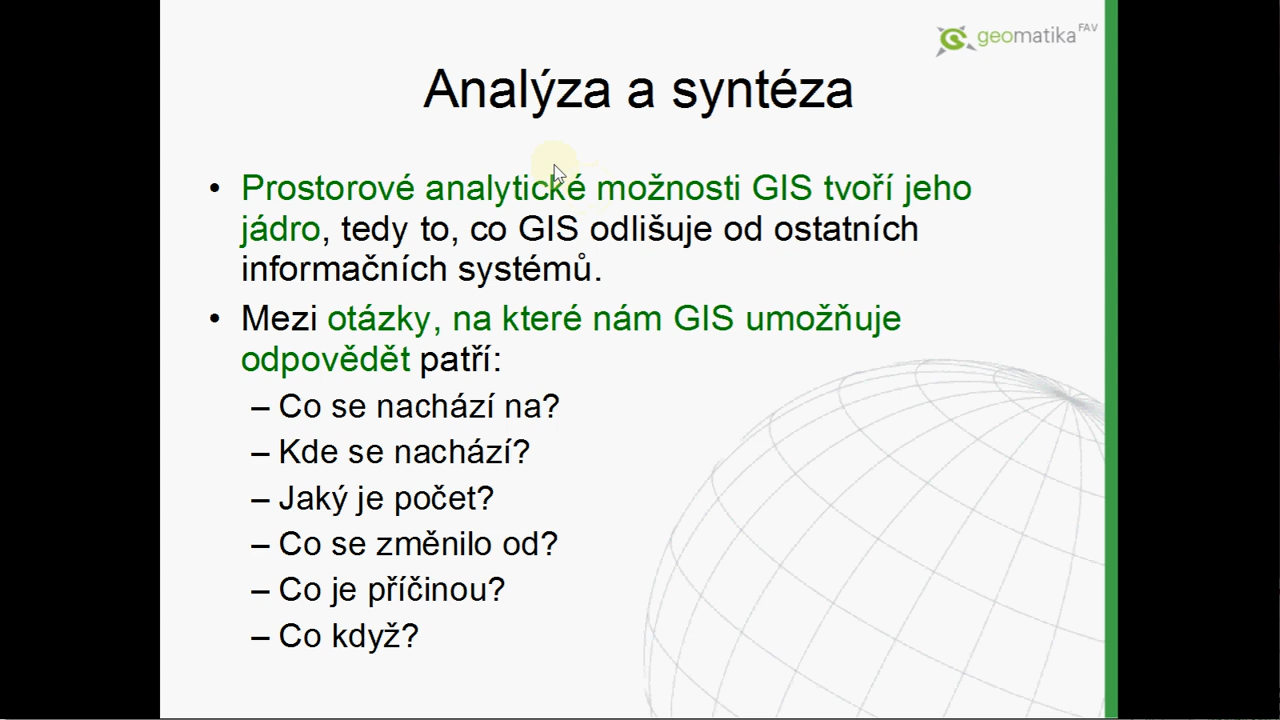 geomatika FAV
Analýza a syntéza
• Prostorové analytické možnosti GIS tvoří jeho
jádro, tedy to, co GIS odlišuje od ostatních
informačních systémů.
• Mezi otázky, na které nám GIS umožňuje
odpovědět patří:
– Co se nachází na?
– Kde se nachází?
– Jaký je počet?
– Co se změnilo od?
– Co je příčinou?
– Co když?